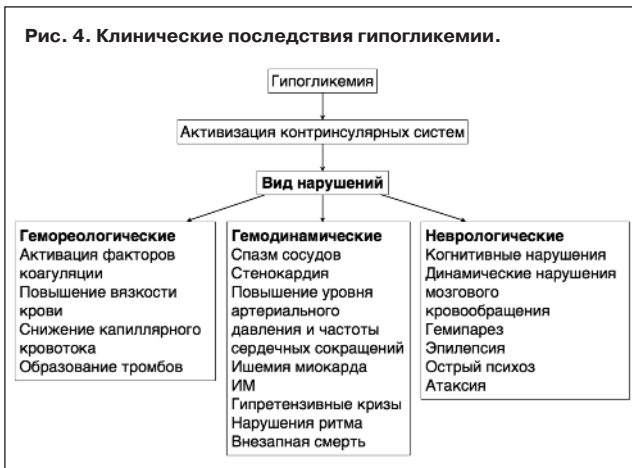 Рис. 4. Клинические последствия гипогликемии.
Гипогликемия
Активизация контринсулярных систем
Вид нарушений
Гемореологические
Активация факторов
коагуляции
Повышение вязкости
крови
Снижение капиллярного
кровотока
Образование тромбов
Гемодинамические
Спазм сосудов
Стенокардия
Повышение уровня
артериального
давления и частоты
сердечных сокращений
Ишемия миокарда
ИМ
Гипретензивные кризы
Нарушения ритма
Внезапная смерть
Неврологические
Когнитивные нарушения
Динамические нарушения
мозгового
кровообращения
Гемипарез
Эпилепсия
Острый психоз
Атаксия